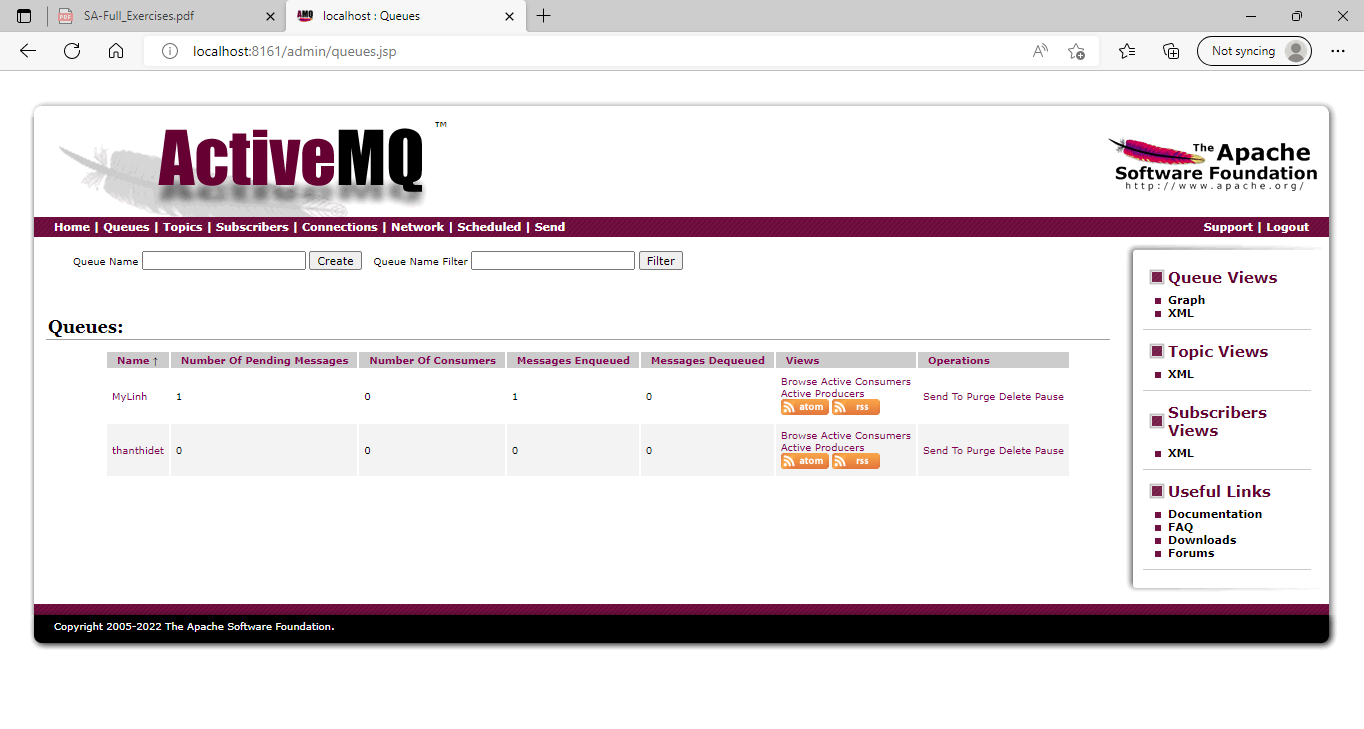 SA-Full_Exercises.pdf
localhost : Queues
localhost:8161/admin/queues.jsp
Not syncing
ActiveMQ ™
The Apache
Software Foundation
http://www.apache.org/
Home | Queues | Topics | Subscribers | Connections | Network | Scheduled | Send
Support | Logout
Queue Name Create Queue Name Filter Filter
Queues:
Name ↑ Number Of Pending Messages Number Of Consumers Messages Enqueued Messages Dequeued Views Operations
MyLinh 1 0 1 0 Browse Active Consumers
Active Producers
atom rss
Send To Purge Delete Pause
thanthidet 0 0 0 0 Browse Active Consumers
Active Producers
atom rss
Send To Purge Delete Pause
Queue Views
Graph
XML
Topic Views
XML
Subscribers
Views
XML
Useful Links
Documentation
FAQ
Downloads
Forums
Copyright 2005-2022 The Apache Software Foundation.